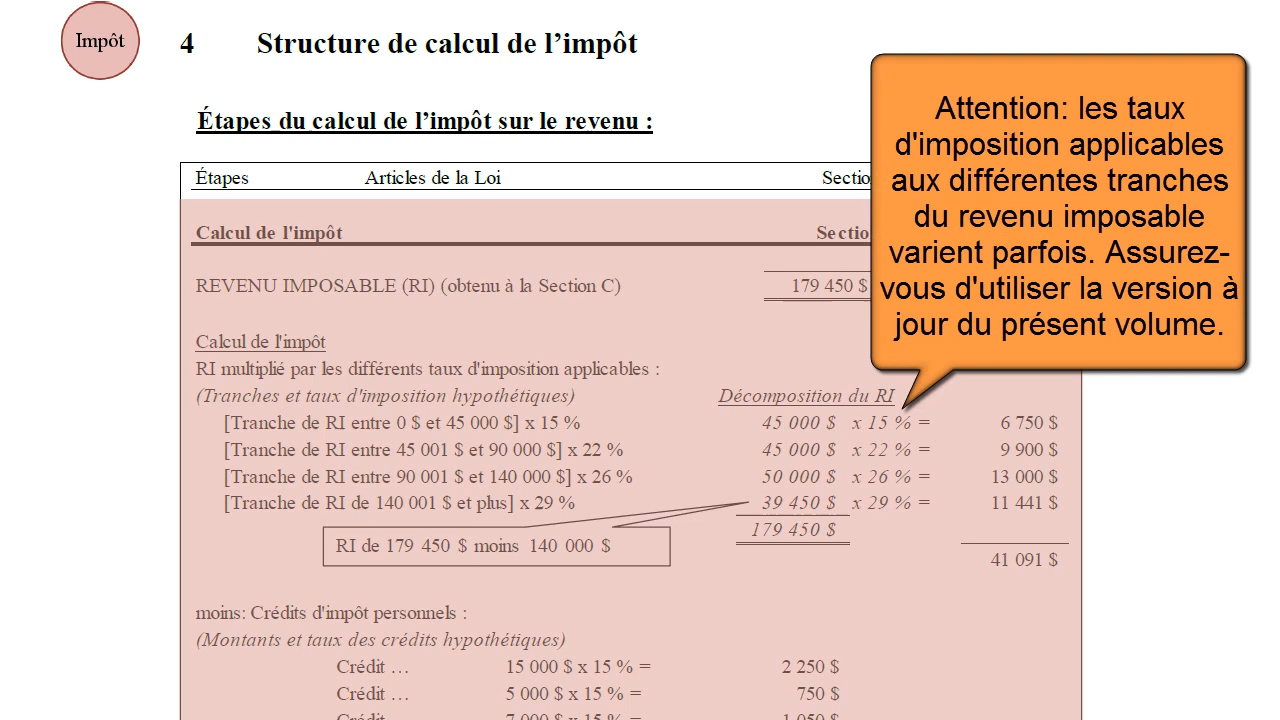 Impôt
4 Structure de calcul de l’impôt
Étapes du calcul de l’impôt sur le revenu :
Étapes Articles de la Loi
Calcul de l'impôt
REVENU IMPOSABLE (RI) (obtenu à la Section C) 179 450 $
Calcul de l'impôt
RI multiplié par les différents taux d'imposition applicables :
(Tranches et taux d'imposition hypothétiques) Décomposition du RI
[Tranche de RI entre 0 $ et 45 000 $] x 15 % 45 000 $ x 15 % = 6 750 $
[Tranche de RI entre 45 001 $ et 90 000 $] x 22 % 45 000 $ x 22 % = 9 900 $
[Tranche de RI entre 90 001 $ et 140 000 $] x 26 % 50 000 $ x 26 % = 13 000 $
[Tranche de RI de 140 001 $ et plus] x 29 % 39 450 $ x 29 % = 11 441 $
179 450 $
RI de 179 450 $ moins 140 000 $
41 091 $
moins: Crédits d'impôt personnels :
(Montants et taux des crédits hypothétiques)
Crédit … 15 000 $ x 15 % = 2 250 $
Crédit … 5 000 $ x 15 % = 750 $
Crédit … 7 000 $ x 15 % = 1 050 $
Attention: les taux
d'imposition applicables
aux différentes tranches
du revenu imposable
varient parfois. Assurez-
vous d'utiliser la version à
jour du présent volume.